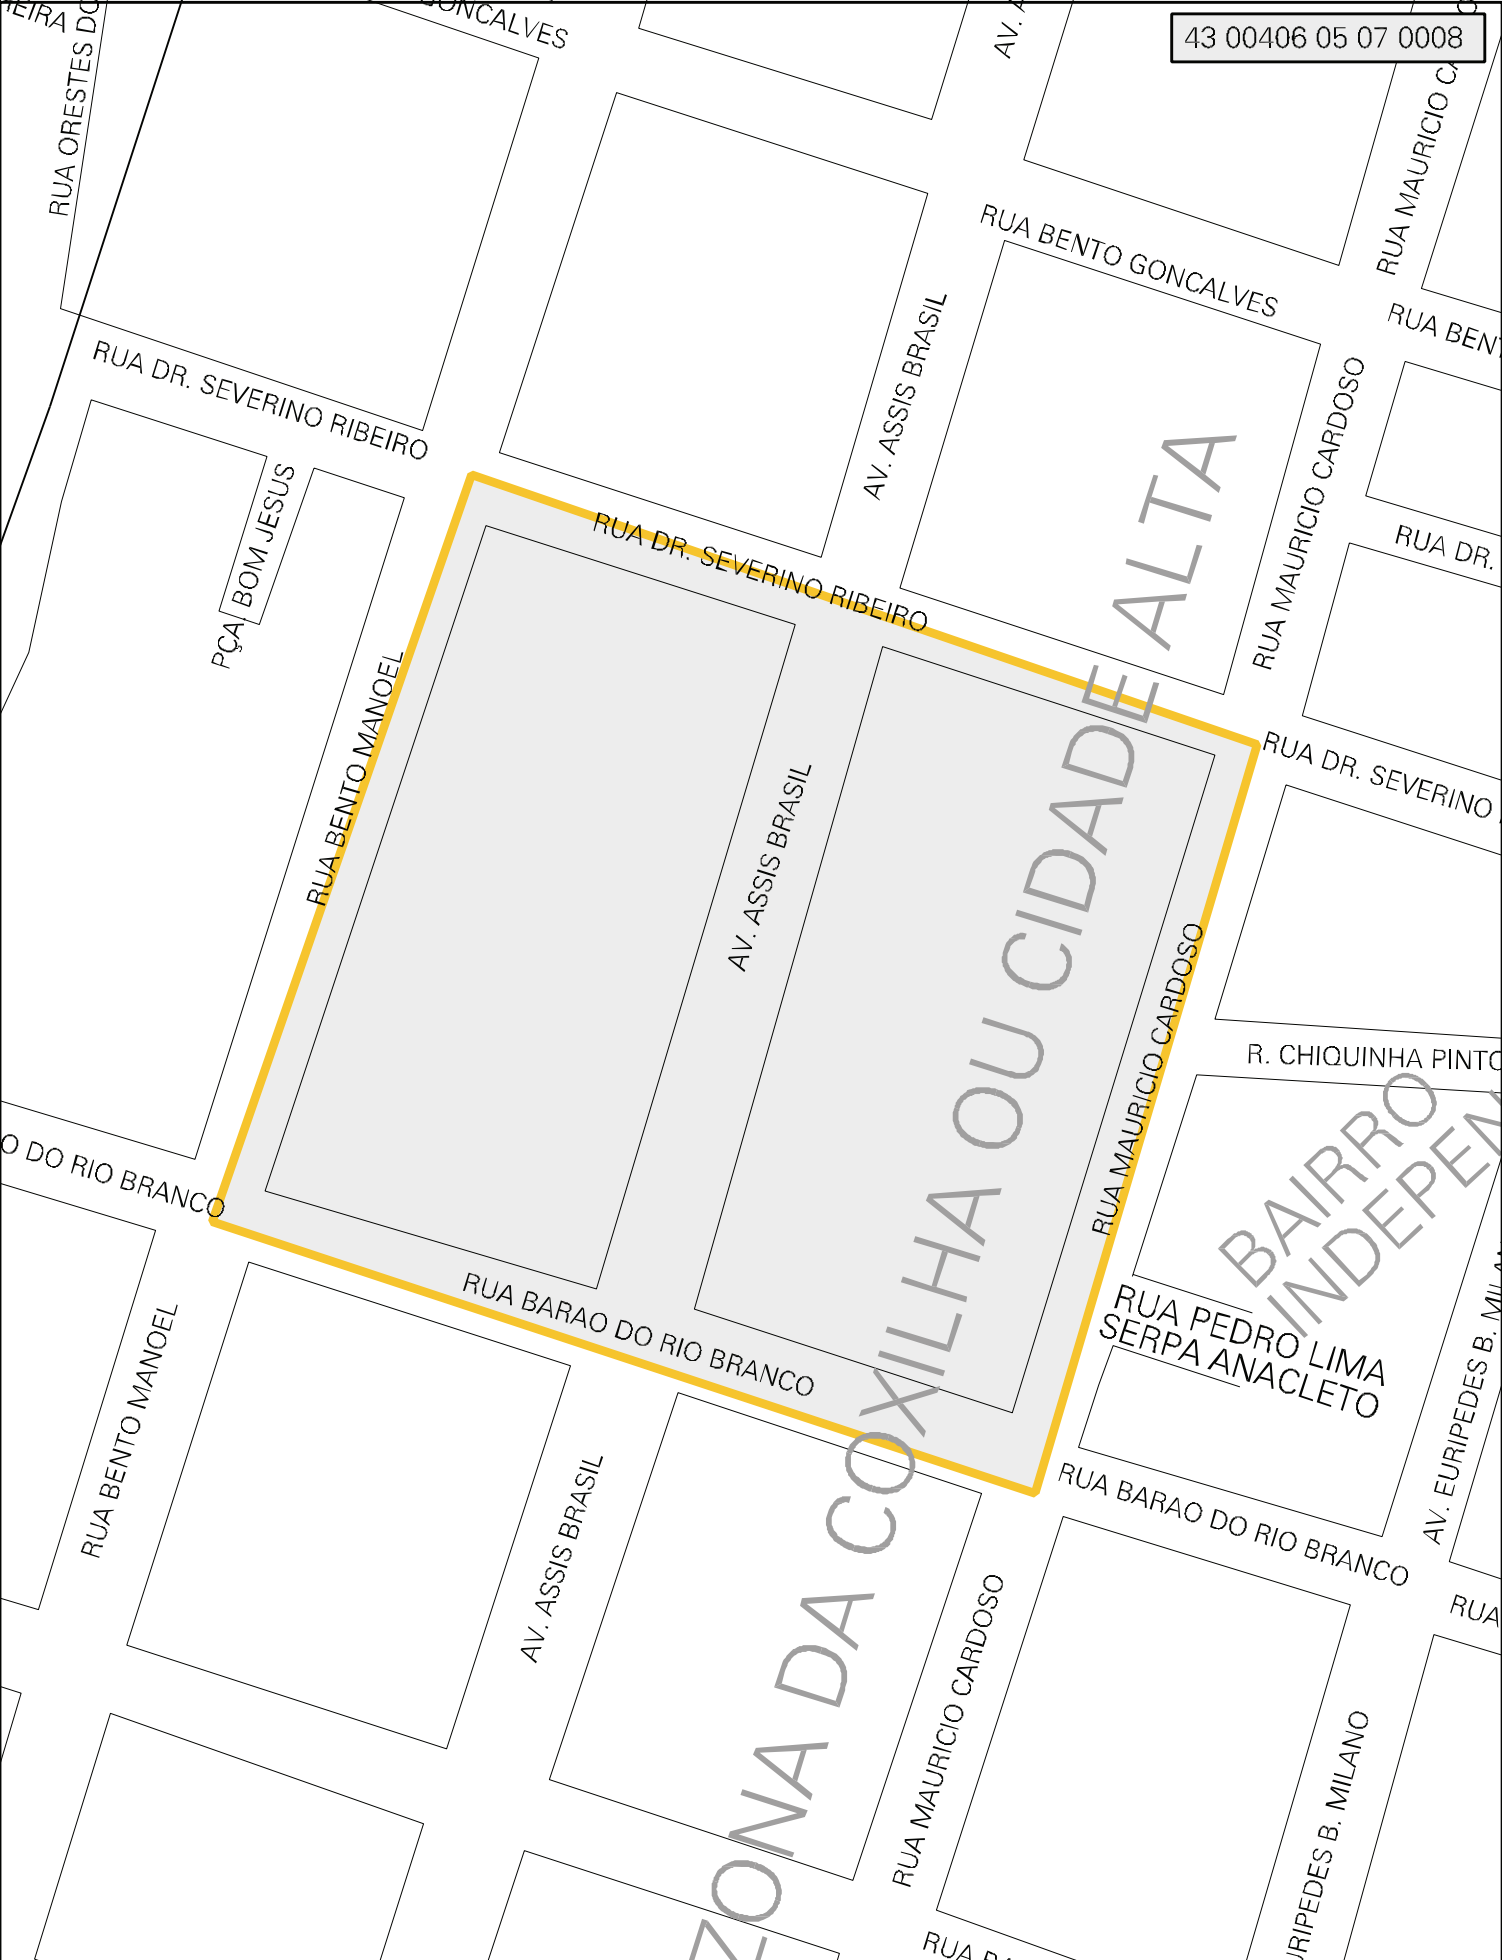 43 00406 05 07 0008
RUA ORESTES
GONCALVES
AV.
RUA MAURICIO
RUA BENTO GONCALVES
RUA
RUA DR. SEVERINO RIBEIRO
PÇA. BOM JESUS
AV. ASSIS BRASIL
RUA MAURICIO CARDOSO
RUA DR.
RUA DR. SEVERINO RIBEIRO
RUA DR. SEVERINO
RUA BENTO MANOEL
AV. ASSIS BRASIL
RUA MAURICIO CARDOSO
R. CHIQUINHA PINTO
ZONA DA COXILHA OU CIDADE ALTA
BAIRRO
INDEPEN
O DO RIO BRANCO
RUA BARAO DO RIO BRANCO
RUA PEDRO LIMA
SERPA ANACLETO
AV. EURIPEDES B. MILANO
RUA BENTO MANOEL
AV. ASSIS BRASIL
RUA BARAO DO RIO BRANCO
RUA
RUA MAURICIO CARDOSO
URIPEDES B. MILANO
RUA